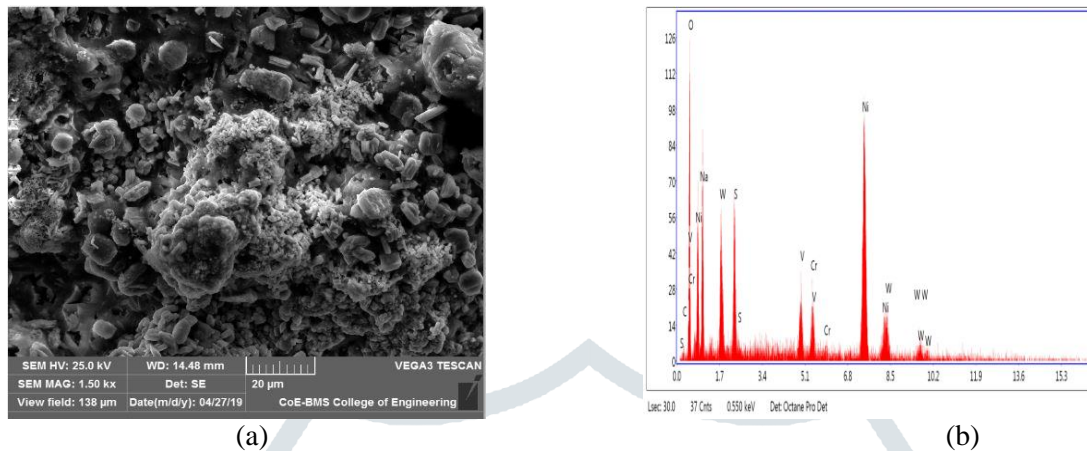 SEM HV: 25.0 kV WD: 14.48 mm VEGA3 TESCAN
SEM MAG: 1.50 kx Det: SE 20 µm
View field: 138 µm Date(m/d/y): 04/27/19 CoE-BMS College of Engineering
(a)
O
126
112
98
84
70
56
42
28
14
0
Ni
Na
W
S
Ni
V
Cr
C
S
S
V
Cr
V
Cr
W
Ni
W W
W
W
0.0 1.7 3.4 5.1 6.8 8.5 10.2 11.9 13.6 15.3
Lsec: 30.0 37 Cnts 0.550 keV Det: Octane Pro Det
(b)